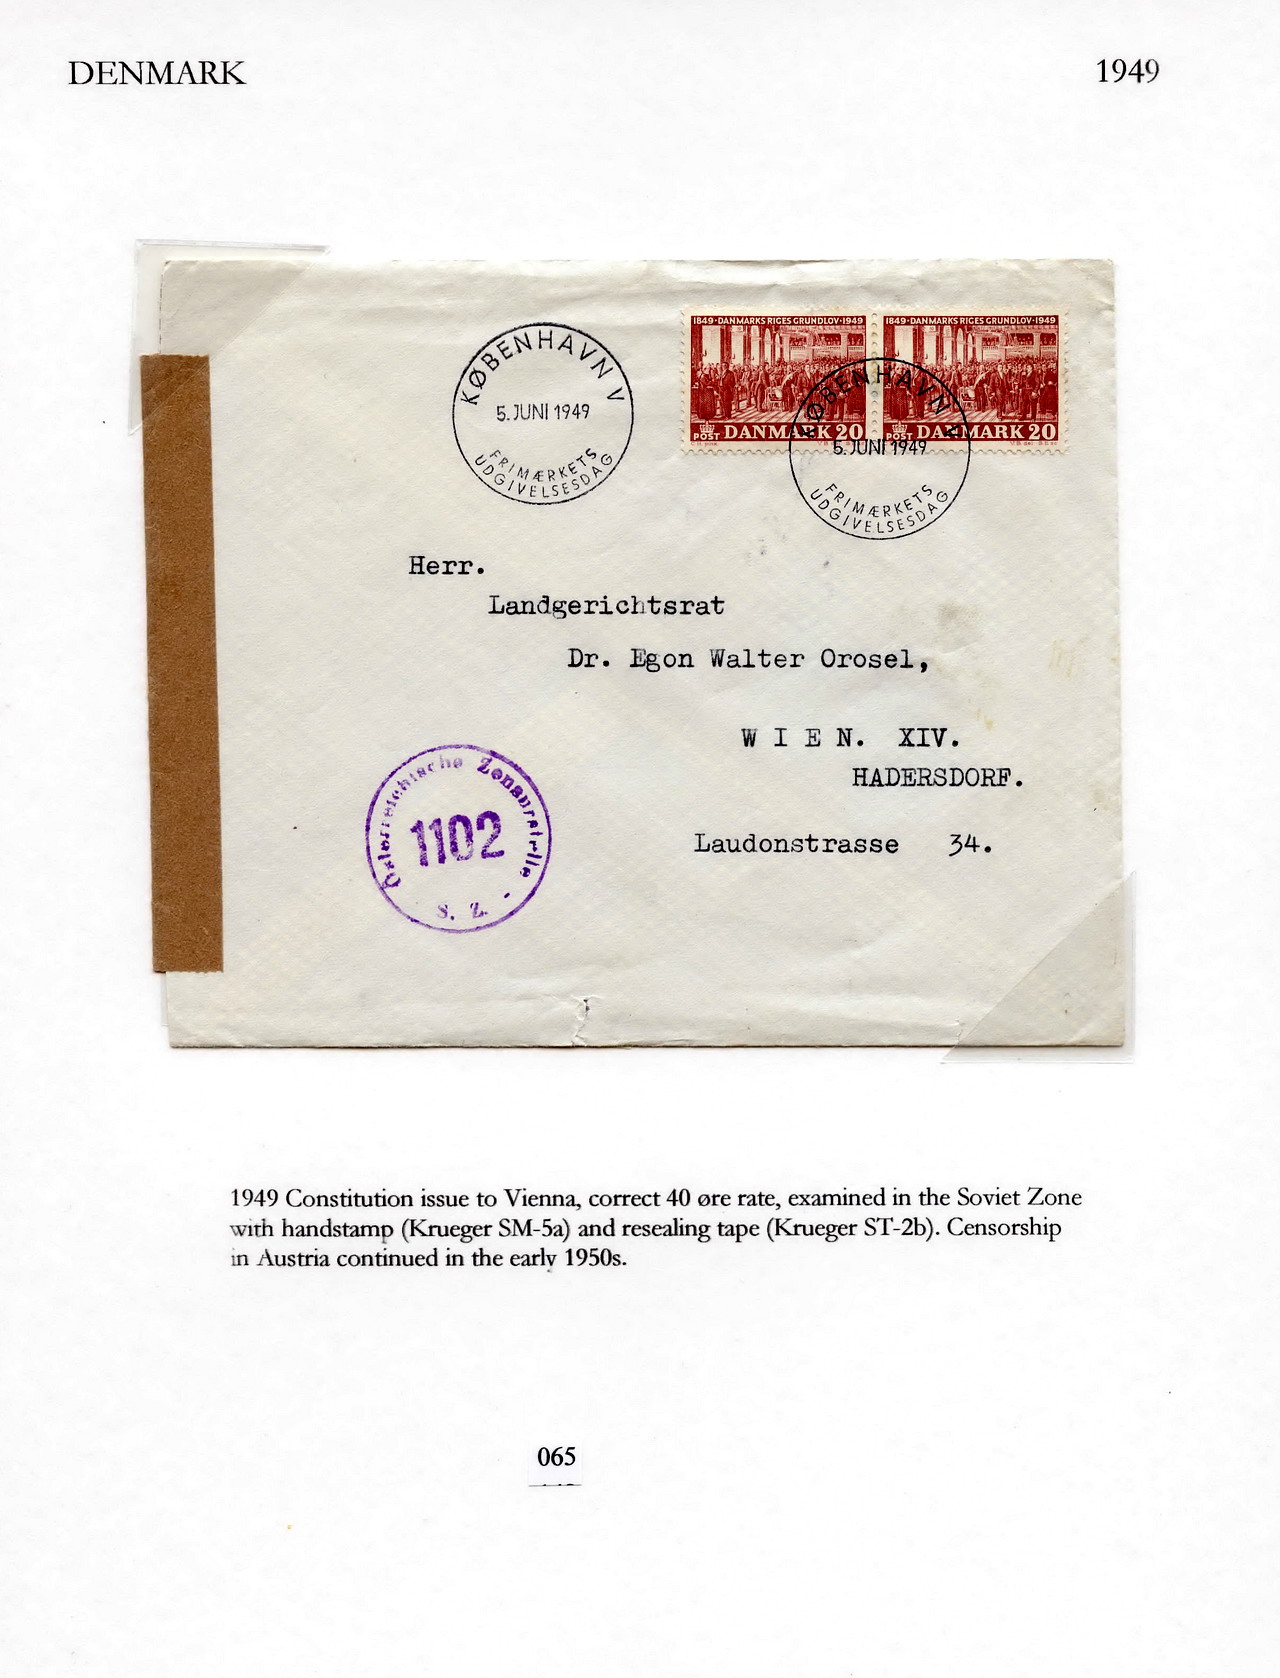 DENMARK 1949
1849·DANMARKS RIGES GRUNDLOV·1949 1849·DANMARKS RIGES GRUNDLOV·1949
POST DANMARK 20 POST DANMARK 20
KØBENHAVN V
5. JUNI 1949
FRIMÆRKETS
UDGIVELSESDAG
KØBENHAVN V
5. JUNI 1949
FRIMÆRKETS
UDGIVELSESDAG
Herr.
Landgerichtsrat
Dr. Egon Walter Orosel,
W I E N. XIV.
HADERSDORF.
Laudonstrasse 34.
Österreichische Zensurstelle
1102
S. Z.
1949 Constitution issue to Vienna, correct 40 øre rate, examined in the Soviet Zone
with handstamp (Krueger SM-5a) and resealing tape (Krueger ST-2b). Censorship
in Austria continued in the early 1950s.
065